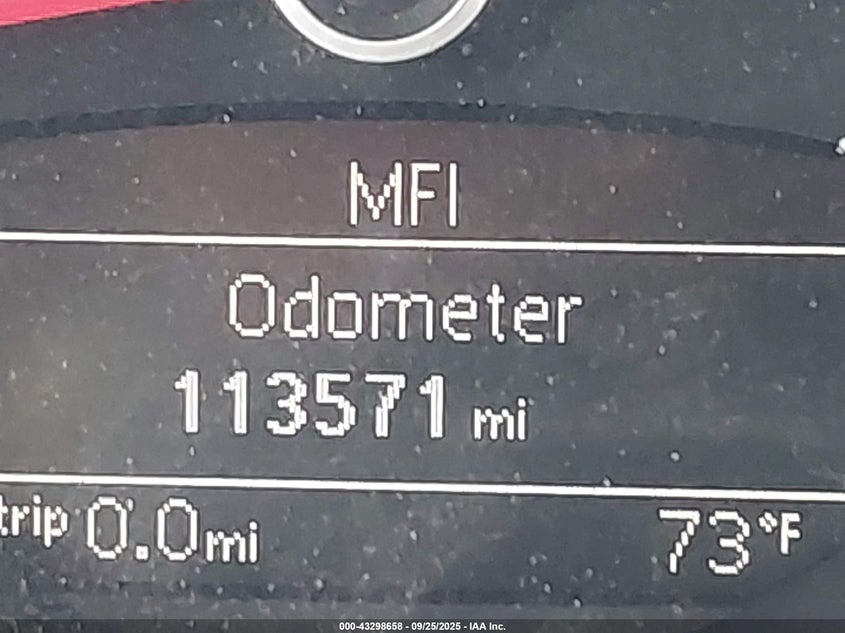 MFI
Odometer
113571 mi
trip 0.0mi 73°F
000-43298658 - 09/25/2025 - IAA Inc.